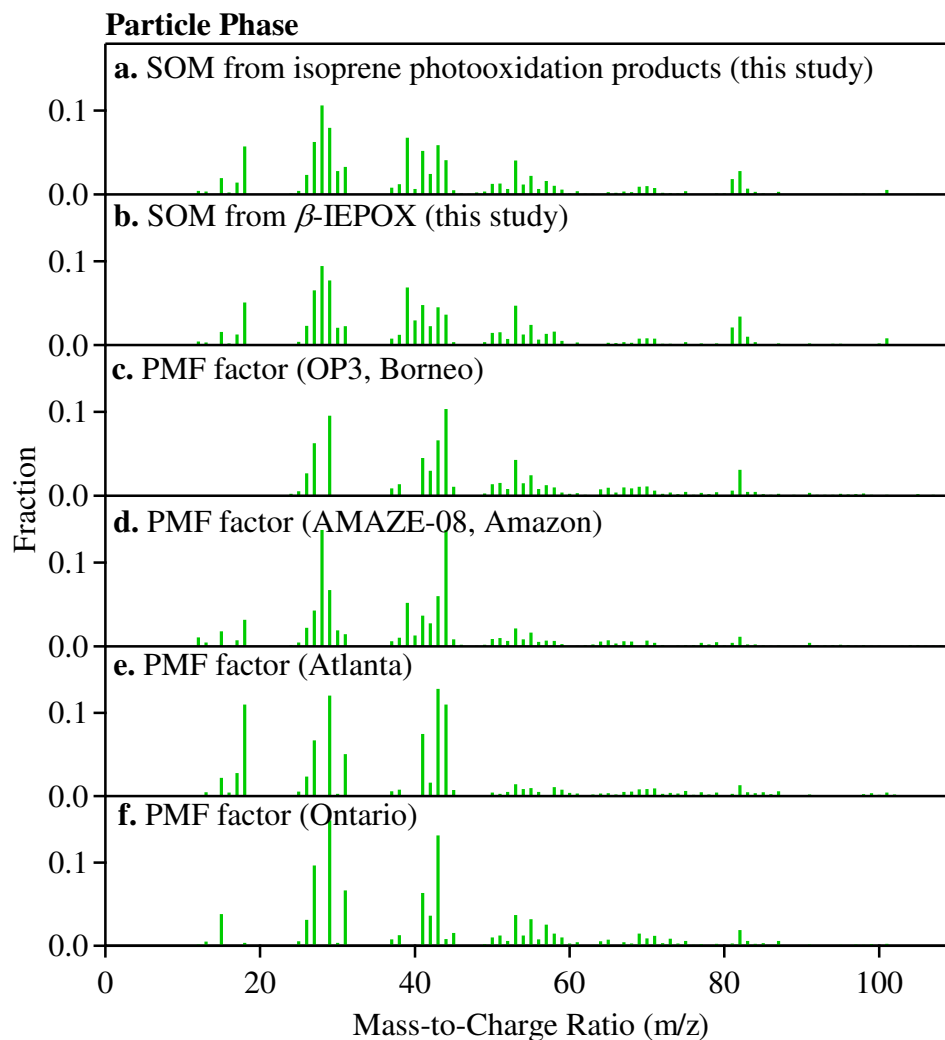 Particle Phase
a. SOM from isoprene photooxidation products (this study)
0.1
0.0
b. SOM from β-IEPOX (this study)
0.1
0.0
c. PMF factor (OP3, Borneo)
0.1
0.0
d. PMF factor (AMAZE-08, Amazon)
0.1
0.0
e. PMF factor (Atlanta)
0.1
0.0
f. PMF factor (Ontario)
0.1
0.0
Fraction
0 20 40 60 80 100
Mass-to-Charge Ratio (m/z)